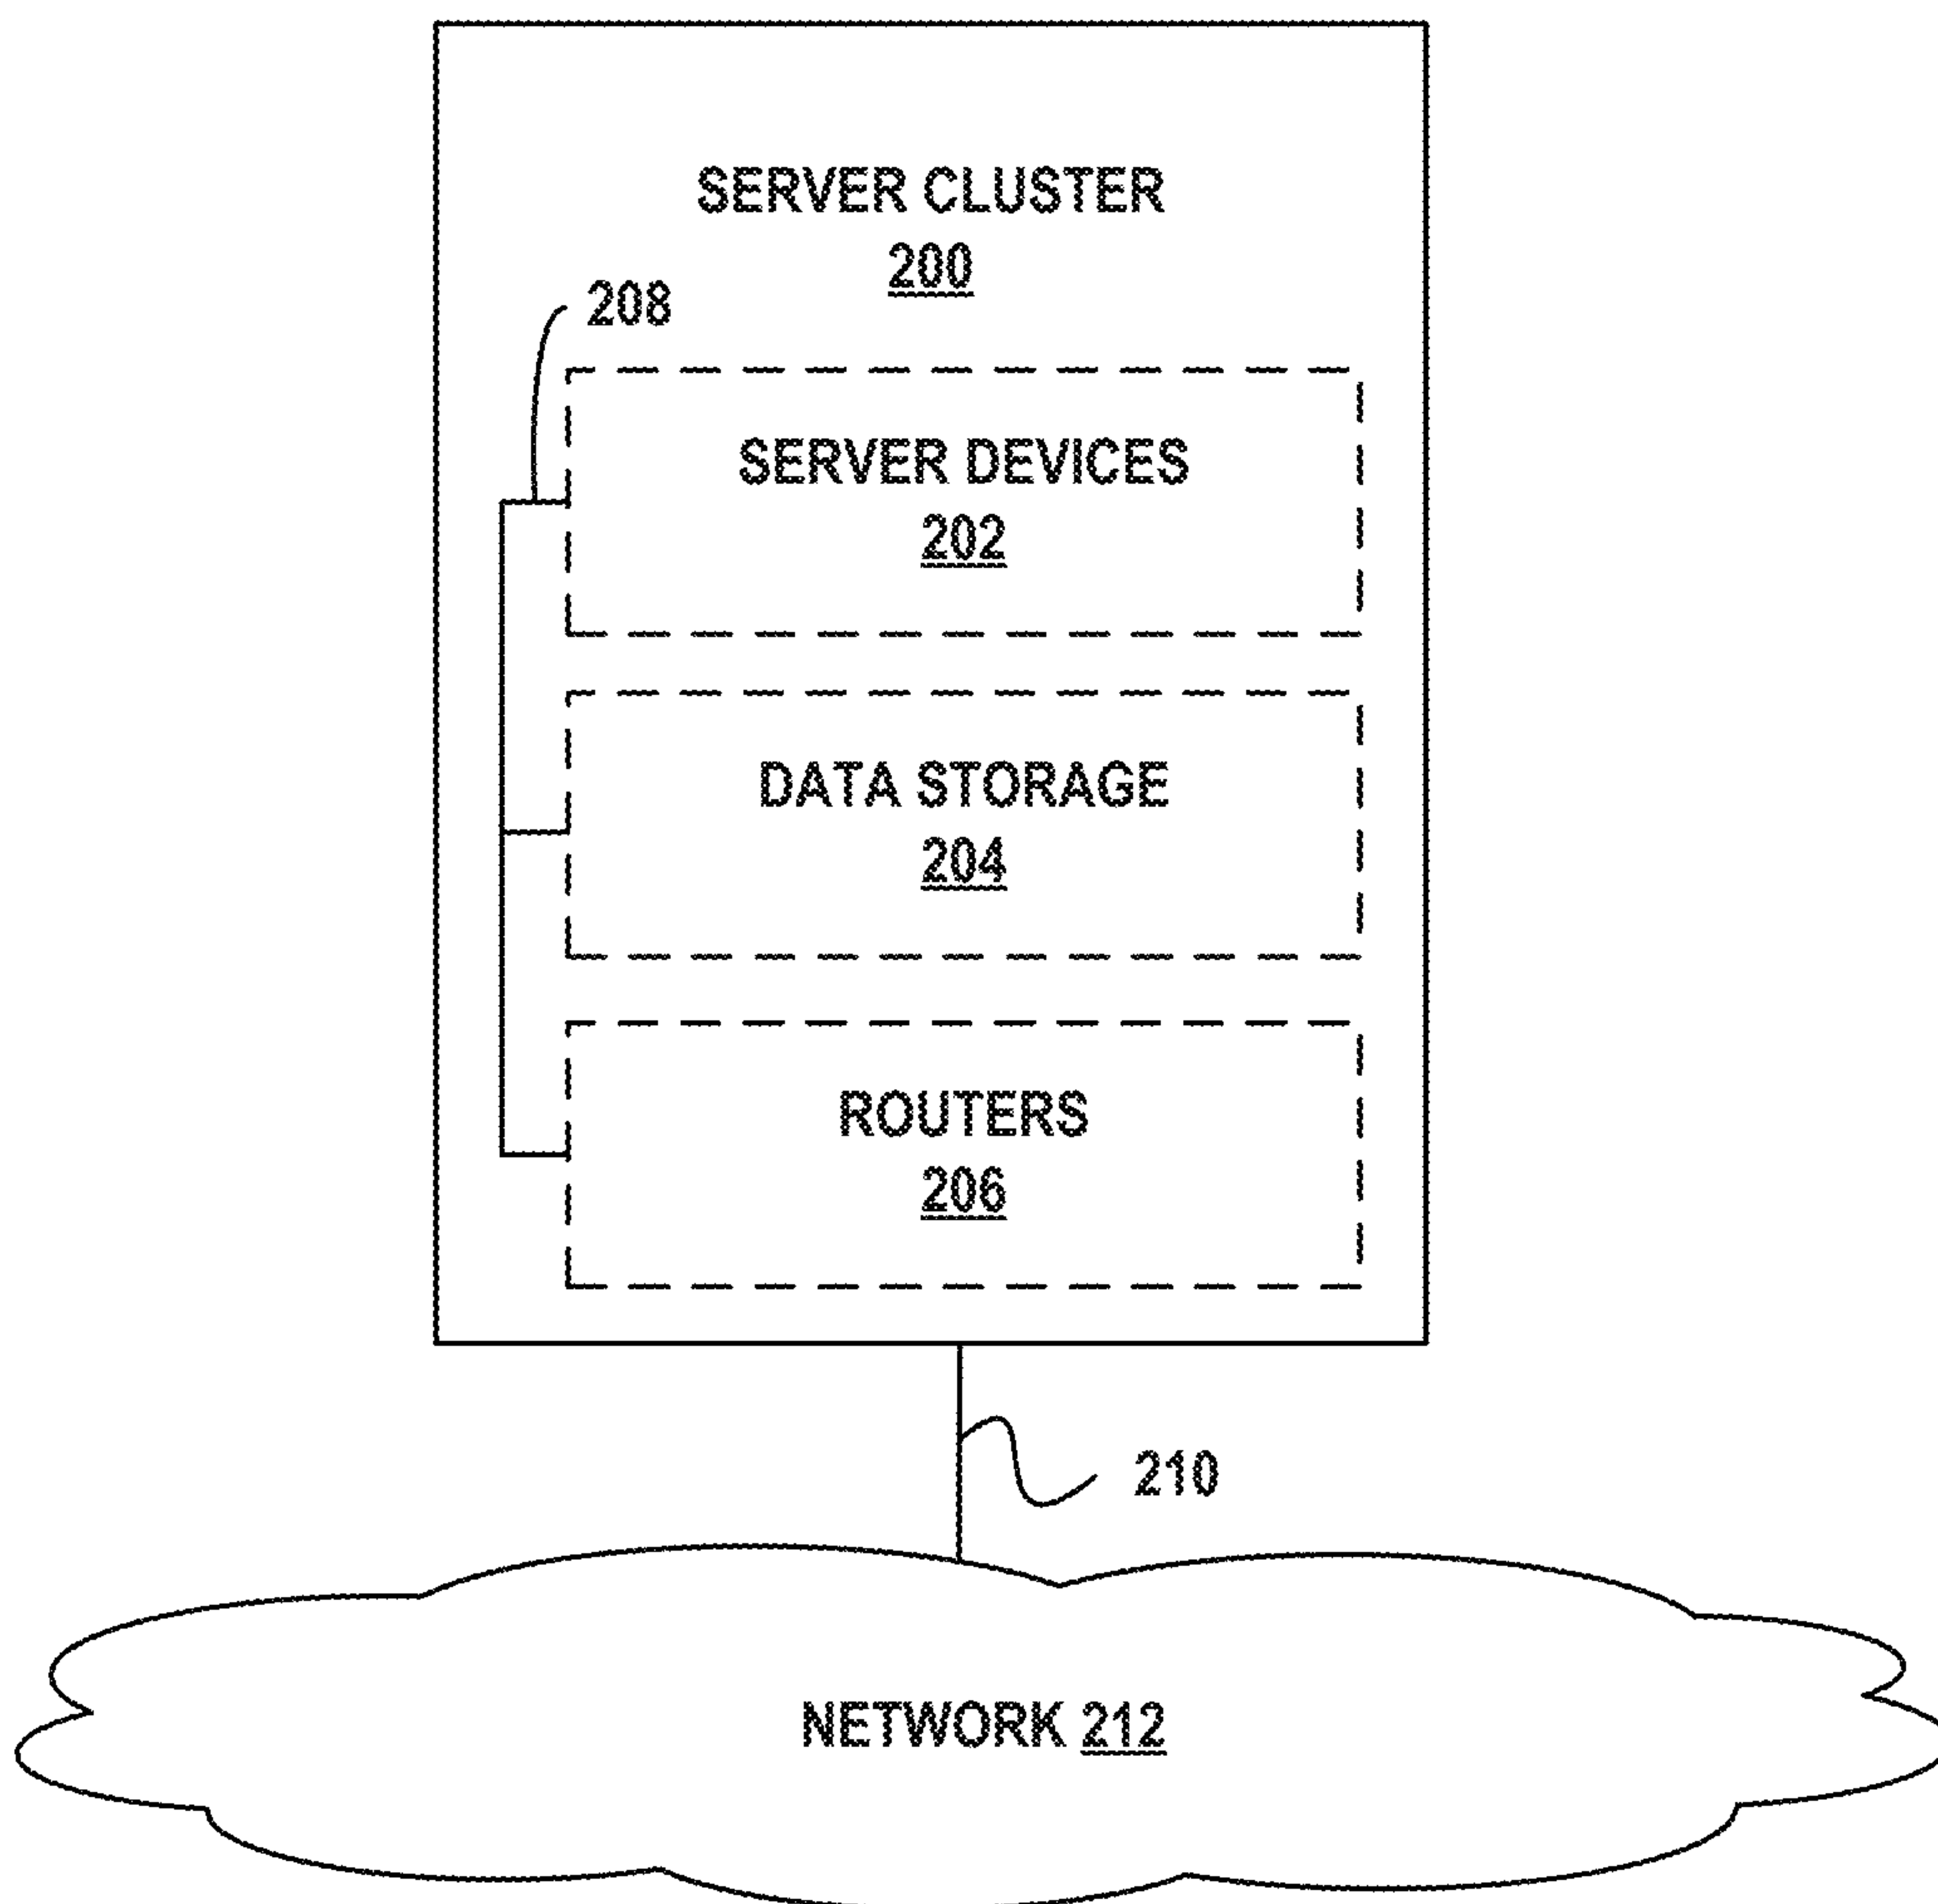 SERVER CLUSTER
200
208
SERVER DEVICES
202
DATA STORAGE
204
ROUTERS
206
210
NETWORK 212